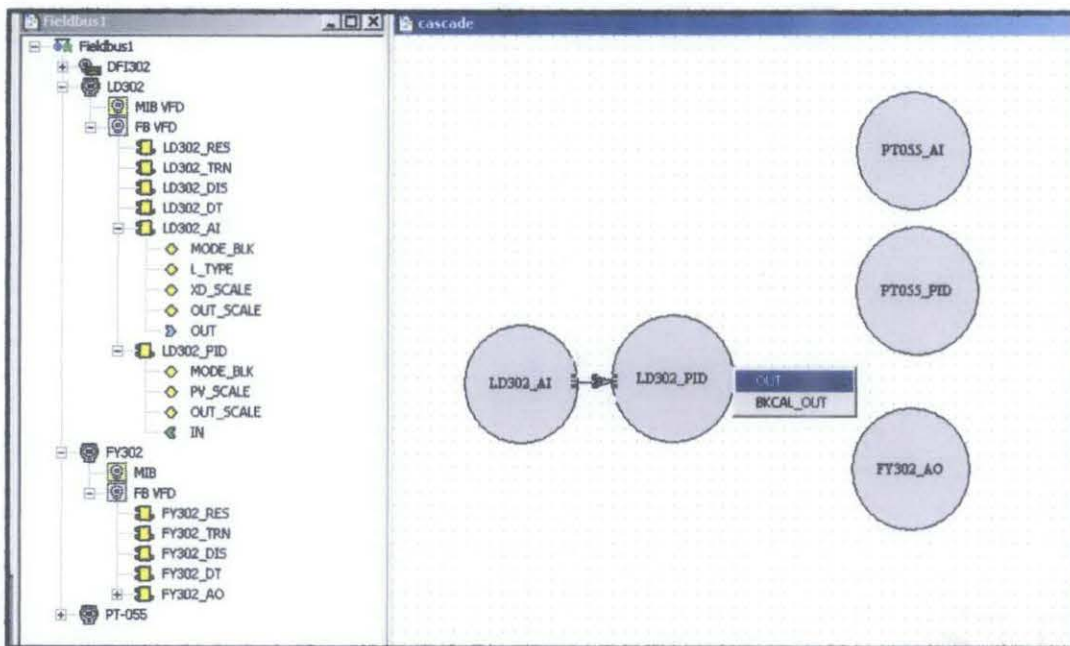 Fieldbus1
Fieldbus1
DFI302
LD302
MIB VFD
FB VFD
LD302_RES
LD302_TRN
LD302_DIS
LD302_DT
LD302_AI
MODE_BLK
L_TYPE
XD_SCALE
OUT_SCALE
OUT
LD302_PID
MODE_BLK
PV_SCALE
OUT_SCALE
IN
FY302
MIB
FB VFD
FY302_RES
FY302_TRN
FY302_DIS
FY302_DT
FY302_AO
PT-055
cascade
PT055_AI
PT055_PID
LD302_AI
LD302_PID
OUT
BKCAL_OUT
FY302_AO